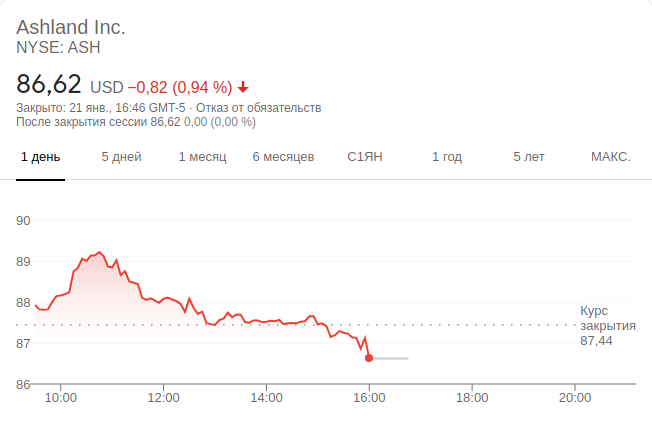 Ashland Inc.
NYSE: ASH
86,62 USD −0,82 (0,94 %)
Закрыто: 21 янв., 16:46 GMT-5 · Отказ от обязательств
После закрытия сессии 86,62 0,00 (0,00 %)
1 день 5 дней 1 месяц 6 месяцев С1ЯН 1 год 5 лет МАКС.
90
89
88
Курс
закрытия
87,44
87
86
10:00 12:00 14:00 16:00 18:00 20:00